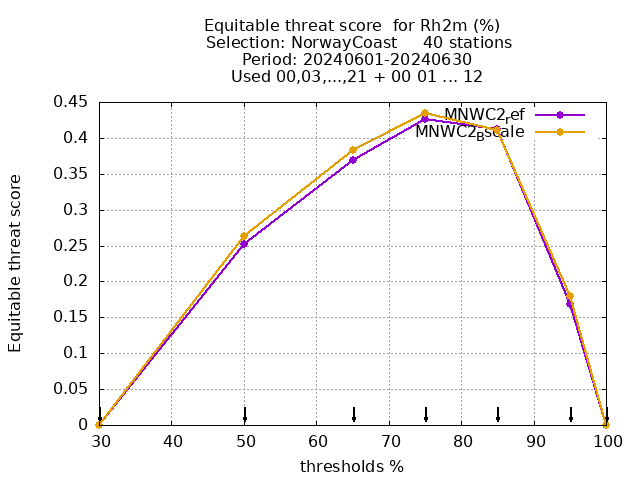 Equitable threat score  for Rh2m (%)
Selection: NorwayCoast     40 stations
Period: 20240601-20240630
Used 00,03,...,21 + 00 01 ... 12
MNWC2_ref
MNWC2_Bscale
Equitable threat score
0.45
0.4
0.35
0.3
0.25
0.2
0.15
0.1
0.05
0
30 40 50 60 70 80 90 100
thresholds %